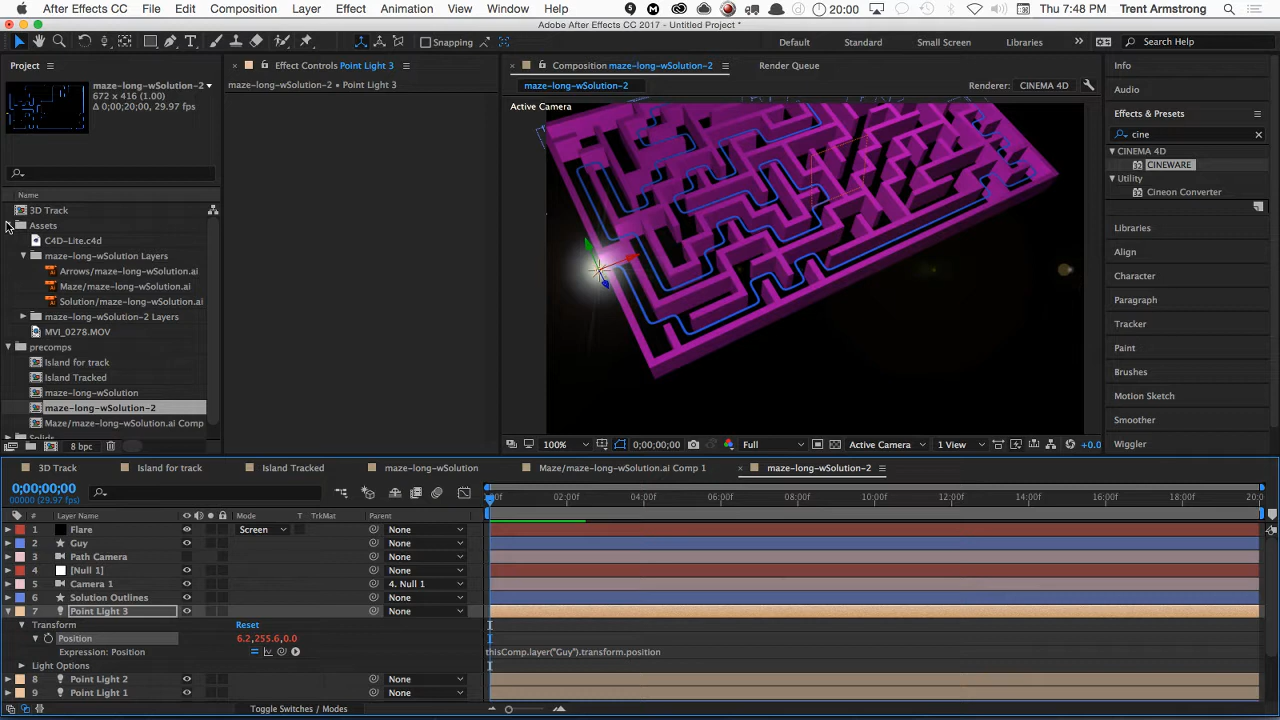 After Effects CC File Edit Composition Layer Effect Animation View Window Help 5 20:00 Thu 7:48 PM Trent Armstrong
Adobe After Effects CC 2017 - Untitled Project *
Snapping Default Standard Small Screen Libraries Search Help
Project
Effect Controls Point Light 3
Composition maze-long-wSolution-2
Render Queue
Info
maze-long-wSolution-2
672 x 416 (1.00)
Δ 0;00;20;00, 29.97 fps
maze-long-wSolution-2 • Point Light 3
maze-long-wSolution-2
Renderer: CINEMA 4D
Audio
Active Camera
Effects & Presets
cine
CINEMA 4D
CINEWARE
Utility
Cineon Converter
Libraries
Align
Character
Paragraph
Tracker
Paint
Brushes
Motion Sketch
Smoother
Wiggler
Name
3D Track
Assets
C4D-Lite.c4d
maze-long-wSolution Layers
Arrows/maze-long-wSolution.ai
Maze/maze-long-wSolution.ai
Solution/maze-long-wSolution.ai
maze-long-wSolution-2 Layers
MVI_0278.MOV
precomps
Island for track
Island Tracked
maze-long-wSolution
maze-long-wSolution-2
Maze/maze-long-wSolution.ai Comp
Solids
8 bpc
100% 0;00;00;00 Full Active Camera 1 View +0.0
3D Track Island for track Island Tracked maze-long-wSolution Maze/maze-long-wSolution.ai Comp 1 maze-long-wSolution-2
0;00;00;00
00000 (29.97 fps)
:00f 02:00f 04:00f 06:00f 08:00f 10:00f 12:00f 14:00f 16:00f 18:00f 20:0
# Layer Name Mode T TrkMat Parent
1 Flare Screen None
2 Guy None
3 Path Camera None
4 [Null 1] None
5 Camera 1 4. Null 1
6 Solution Outlines None
7 Point Light 3 None
Transform Reset
Position 6.2,255.6,0.0
Expression: Position thisComp.layer("Guy").transform.position
Light Options
8 Point Light 2 None
9 Point Light 1 None
Toggle Switches / Modes